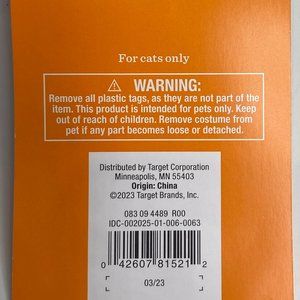 For cats only
⚠ WARNING:
Remove all plastic tags, as they are not part of the
item. This product is intended for pets only. Keep
out of reach of children. Remove costume from
pet if any part becomes loose or detached.
Distributed by Target Corporation
Minneapolis, MN 55403
Origin: China
©2023 Target Brands, Inc.
083 09 4489 R00
IDC-002025-01-006-0063
0 42607 81521 2
03/23